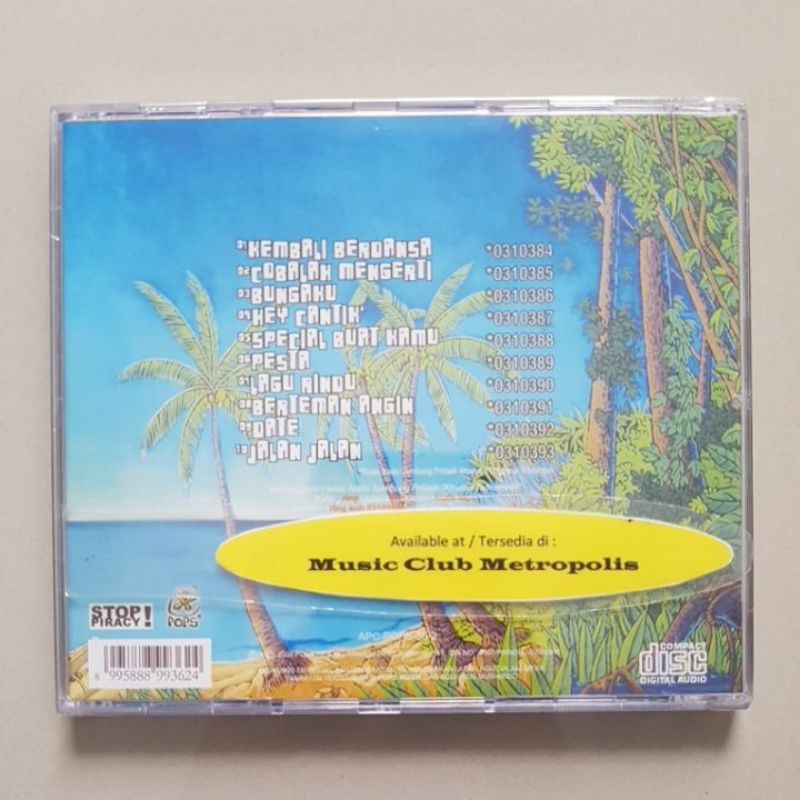 01 KEMBALI BERDANSA *0310384
02 COBALAH MENGERTI *0310385
03 BUNGAKU *0310386
04 HEY CANTIK *0310387
05 SPECIAL BUAT KAMU *0310388
06 PESTA *0310389
07 LAGU RINDU *0310390
08 BERTEMAN ANGIN *0310391
09 DATE *0310392
10 JALAN JALAN *0310393
Available at / Tersedia di :
Music Club Metropolis
STOP PIRACY!
POPS
8 995888 993624
COMPACT
disc
DIGITAL AUDIO